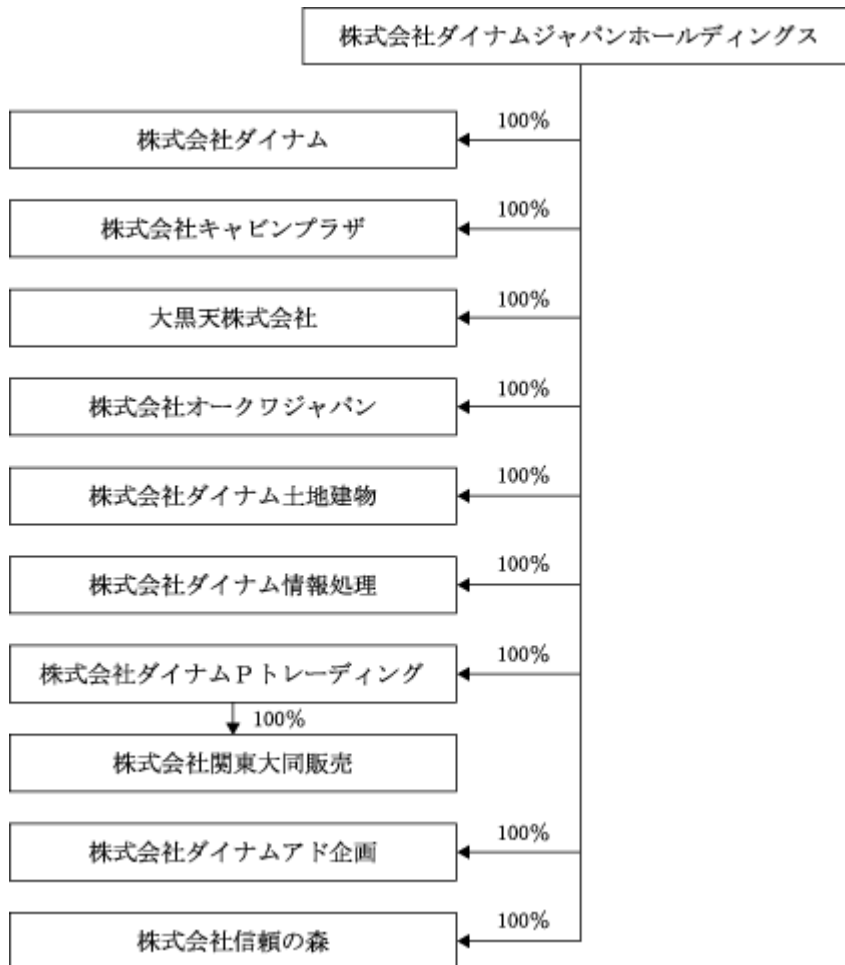 株式会社ダイナムジャパンホールディングス
100%
株式会社ダイナム
100%
株式会社キャビンプラザ
100%
大黒天株式会社
100%
株式会社オークワジャパン
100%
株式会社ダイナム土地建物
100%
株式会社ダイナム情報処理
100%
株式会社ダイナムPトレーディング
100%
株式会社関東大同販売
100%
株式会社ダイナムアド企画
100%
株式会社信頼の森